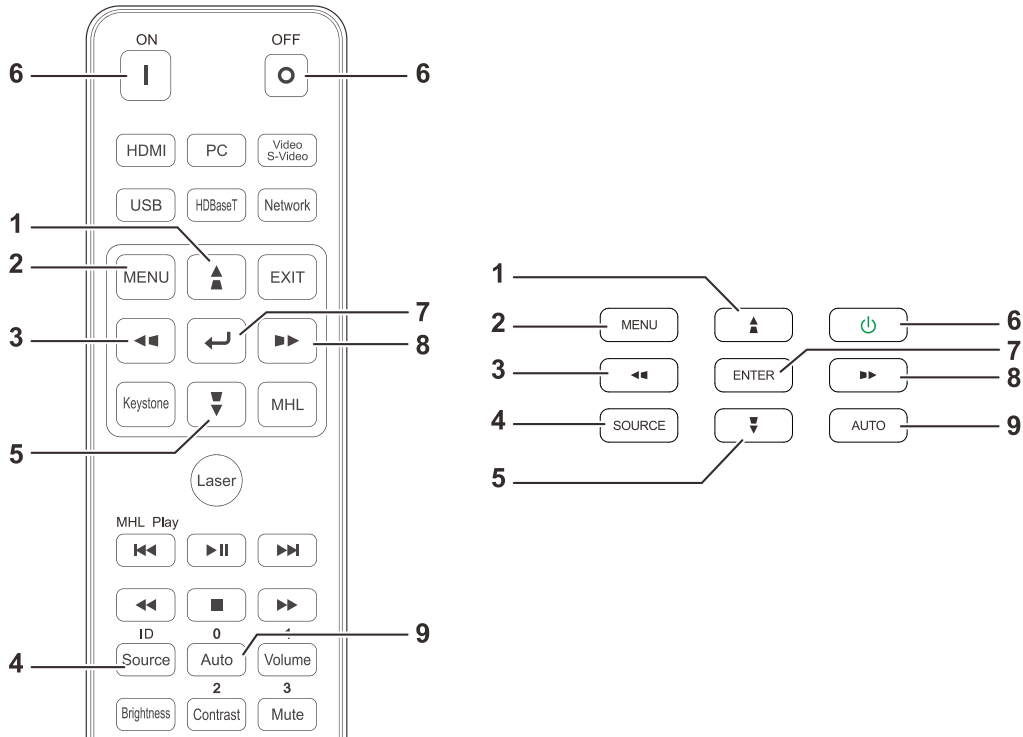 ON OFF
6 6
HDMI PC Video S-Video
USB HDBaseT Network
1
2 MENU EXIT
3 7
8
Keystone MHL
5
Laser
MHL Play
ID 0
4 Source Auto Volume 9
2 3
Brightness Contrast Mute
1
2 MENU 6
7
3 ENTER 8
4 SOURCE AUTO 9
5